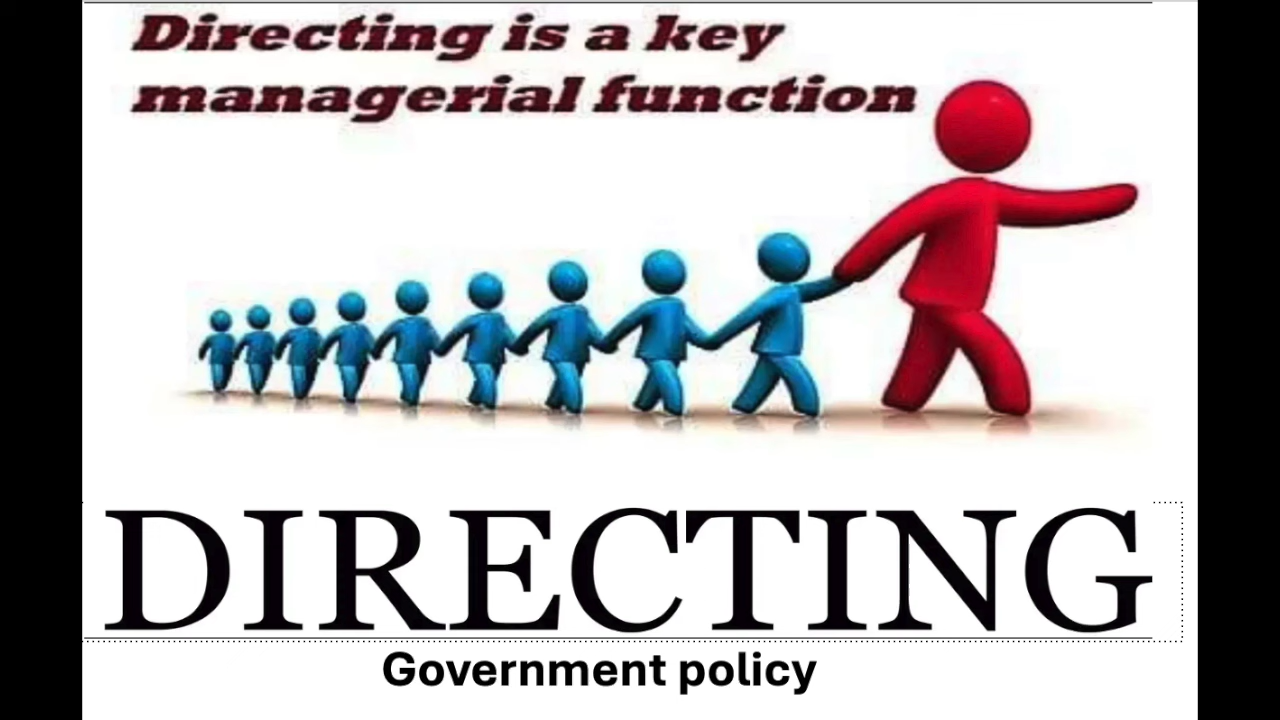 Directing is a key
managerial function
DIRECTING
Government policy